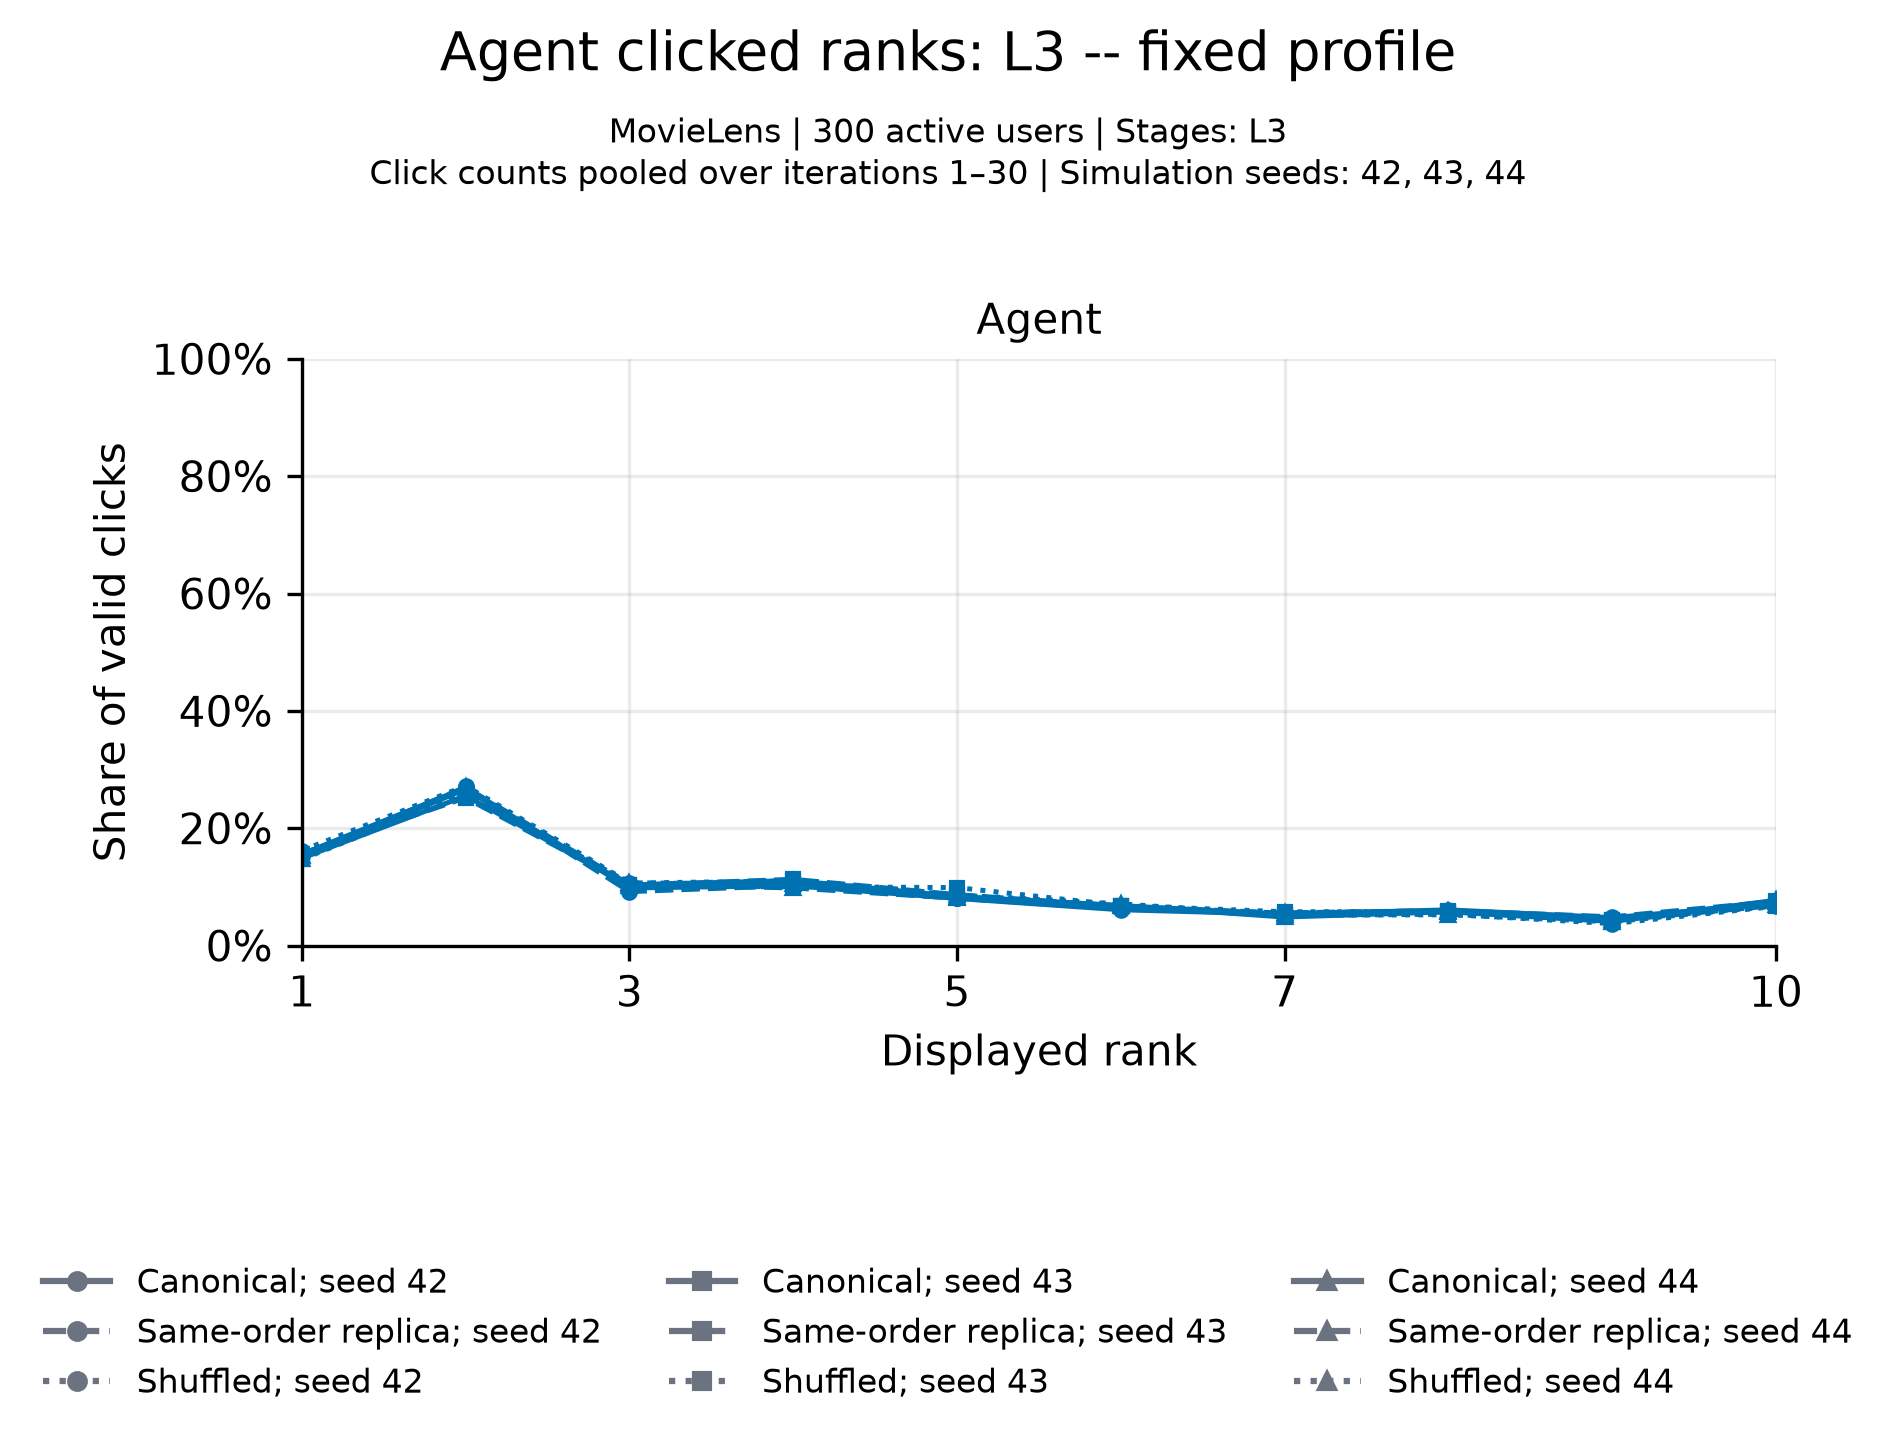 Agent clicked ranks: L3 -- fixed profile
MovieLens | 300 active users | Stages: L3
Click counts pooled over iterations 1–30 | Simulation seeds: 42, 43, 44
Agent
100%
80%
60%
40%
20%
0%
Share of valid clicks
1 3 5 7 10
Displayed rank
Canonical; seed 42
Canonical; seed 43
Canonical; seed 44
Same-order replica; seed 42
Same-order replica; seed 43
Same-order replica; seed 44
Shuffled; seed 42
Shuffled; seed 43
Shuffled; seed 44